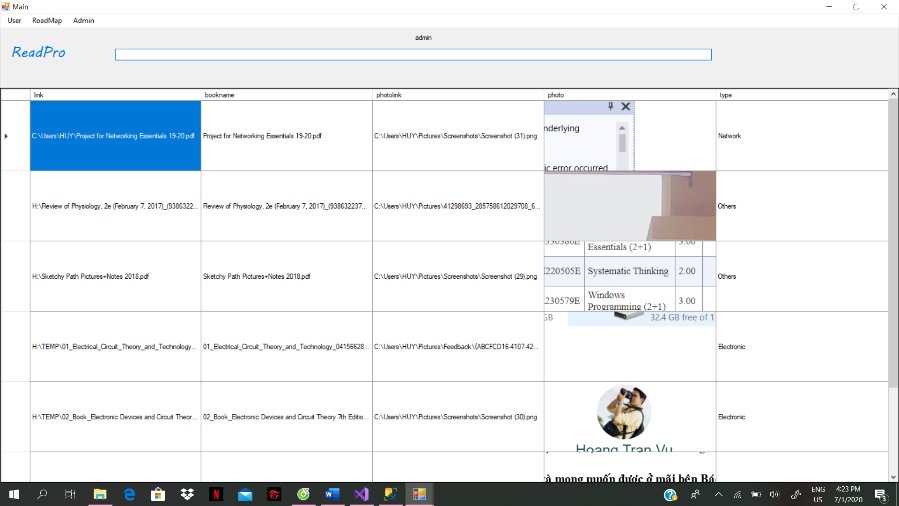 Main
User RoadMap Admin
admin
ReadPro
link bookname photolink photo type
C:\Users\HUY\Project for Networking Essentials 19-20.pdf Project for Networking Essentials 19-20.pdf C:\Users\HUY\Pictures\Screenshots\Screenshot (31).png Network
nderlying
ic error occurred
H:\Review of Physiology, 2e (February 7, 2017)_(9386322... Review of Physiology, 2e (February 7, 2017)_(938632237... C:\Users\HUY\Pictures\41298693_285758612029708_6... Others
Essentials (2+1) 3.00
H:\Sketchy Path Pictures+Notes 2018.pdf Sketchy Path Pictures+Notes 2018.pdf C:\Users\HUY\Pictures\Screenshots\Screenshot (29).png 220505E Systematic Thinking 2.00 Others
230579E Windows Programming (2+1) 3.00
GB 32.4 GB free of 1
H:\TEMP\01_Electrical_Circuit_Theory_and_Technology... 01_Electrical_Circuit_Theory_and_Technology_04156628... C:\Users\HUY\Pictures\Feedback\{ABCFCD16-4107-42... Electronic
H:\TEMP\02_Book_Electronic Devices and Circuit Theor... 02_Book_Electronic Devices and Circuit Theory 7th Editio... C:\Users\HUY\Pictures\Screenshots\Screenshot (30).png Electronic
Hoang Tran Vu
và mong muốn được ở mãi bên Bá
ENG 4:23 PM
US 7/1/2020
3